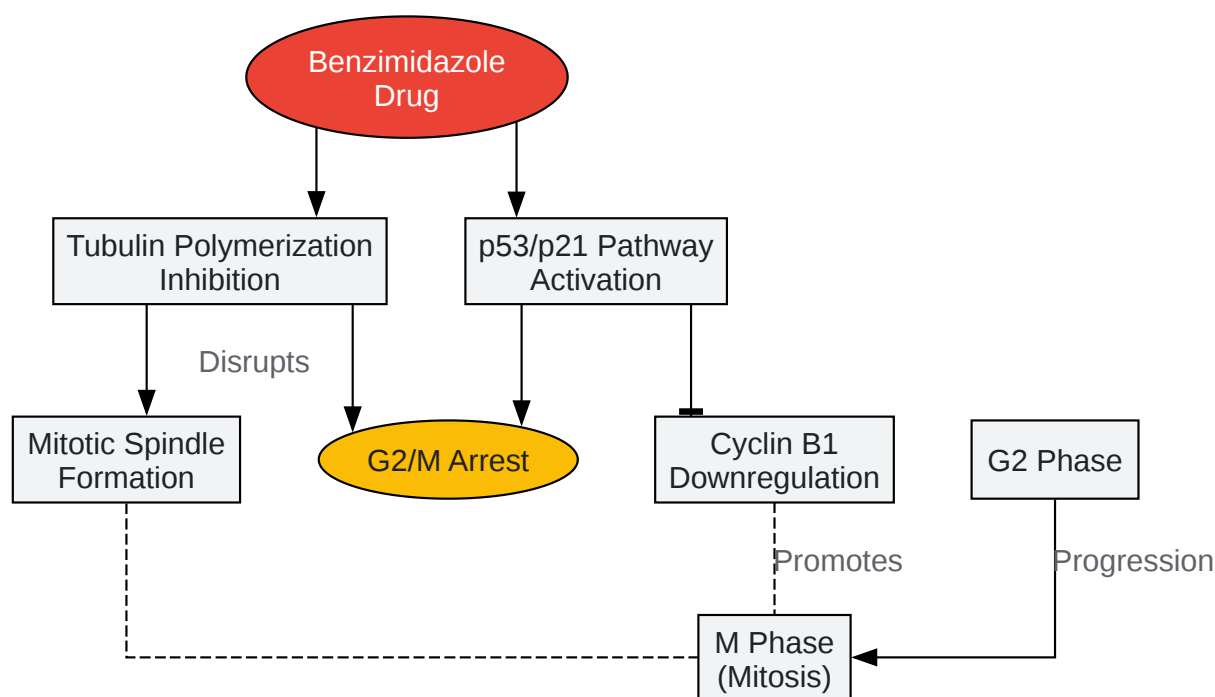 Benzimidazole
Drug
Tubulin Polymerization
Inhibition
p53/p21 Pathway
Activation
Disrupts
Mitotic Spindle
Formation
G2/M Arrest
Cyclin B1
Downregulation
G2 Phase
Promotes
Progression
M Phase
(Mitosis)